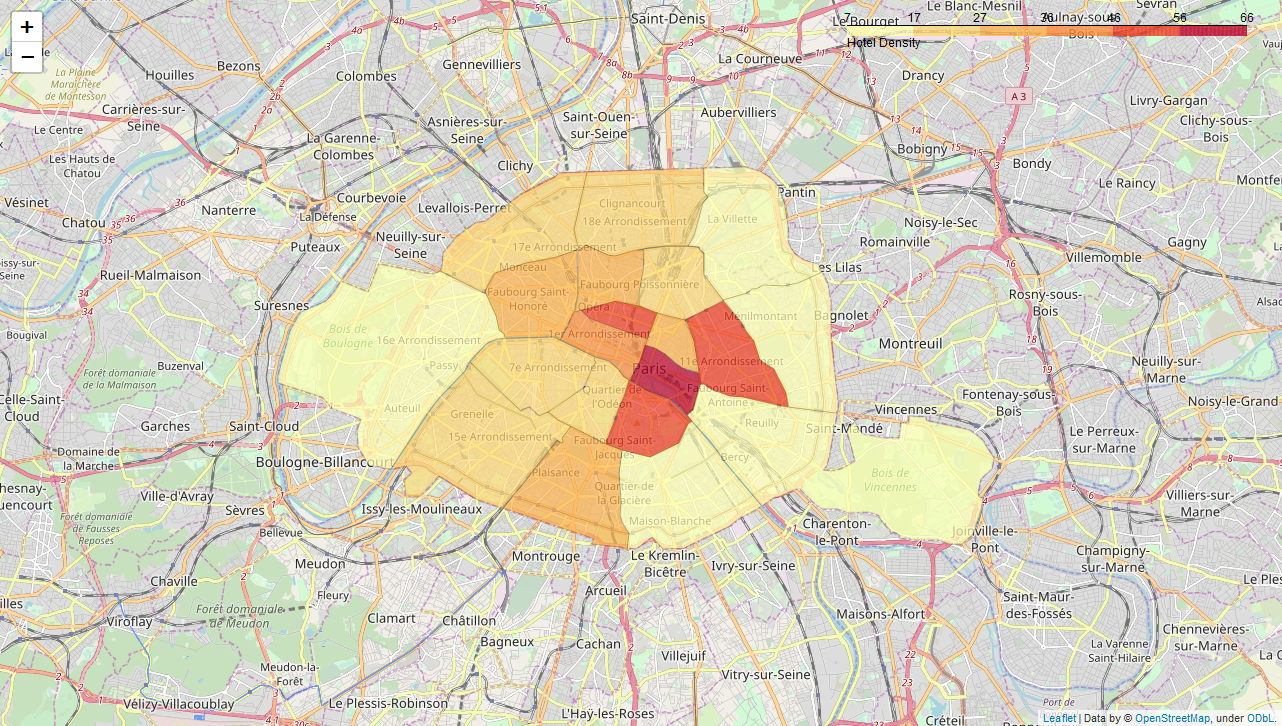 +
−
7 17 27 36 46 56 66
Hotel Density
Saint-Denis
Le Bourget
Le Blanc-Mesnil
Sevran
Aulnay-sous-
Bois
4b
5.1
La Plaine
Maraîchère
de Montesson
Houilles
Bezons
Colombes
Gennevilliers
La Courneuve
Drancy
A 3
Livry-Gargan
Carrières-sur-
Seine
Le Centre
Asnières-sur-
Seine
Saint-Ouen-
sur-Seine
Aubervilliers
Clichy-sous-
Bois
La Garenne-
Colombes
Bobigny
Bondy
Les Hauts de
Chatou
Clichy
Le Raincy
Pantin
Vésinet
Chatou
Nanterre
Courbevoie
La Défense
Levallois-Perret
Clignancourt
18e Arrondissement
La Villette
Noisy-le-Sec
Puteaux
Neuilly-sur-
Seine
17e Arrondissement
Monceau
Romainville
Gagny
Villemomble
Rueil-Malmaison
Les Lilas
Faubourg Poissonnière
Faubourg Saint-
Honoré
Suresnes
Opéra
Ménilmontant
Bagnolet
Rosny-sous-
Bois
Bougival
Bois de
Boulogne
16e Arrondissement
1er Arrondissement
Montreuil
Buzenval
Passy
7e Arrondissement
Paris
11e Arrondissement
Neuilly-sur-
Marne
Forêt domaniale
de la Malmaison
Quartier de
l'Odéon
Faubourg Saint-
Antoine
Fontenay-sous-
Bois
Noisy-le-Grand
Celle-Saint-
Cloud
Garches
Saint-Cloud
Auteuil
Grenelle
15e Arrondissement
Reuilly
Vincennes
Saint-Mandé
Le Perreux-
sur-Marne
Domaine de
la Marche
Boulogne-Billancourt
Faubourg Saint-
Jacques
Bercy
Plaisance
Bois de
Vincennes
Ville-d'Avray
Sèvres
Issy-les-Moulineaux
Quartier de
la Glacière
Maison-Blanche
Villiers-sur-
Marne
Forêt domaniale
de Fausses
Reposes
Bellevue
Charenton-
le-Pont
Joinville-le-
Pont
Meudon
Montrouge
Le Kremlin-
Bicêtre
Ivry-sur-Seine
Champigny-
sur-Marne
Chaville
Fleury
Arcueil
Saint-Maur-
des-Fossés
Viroflay
Forêt domaniale
de Meudon
Clamart
Châtillon
Maisons-Alfort
Bagneux
Cachan
Villejuif
La Varenne
Saint-Hilaire
Chennevières-
sur-Marne
Meudon-la-
Forêt
Vitry-sur-Seine
Vélizy-Villacoublay
Le Plessis-Robinson
L'Haÿ-les-Roses
Créteil
Leaflet | Data by © OpenStreetMap, under ODbL.